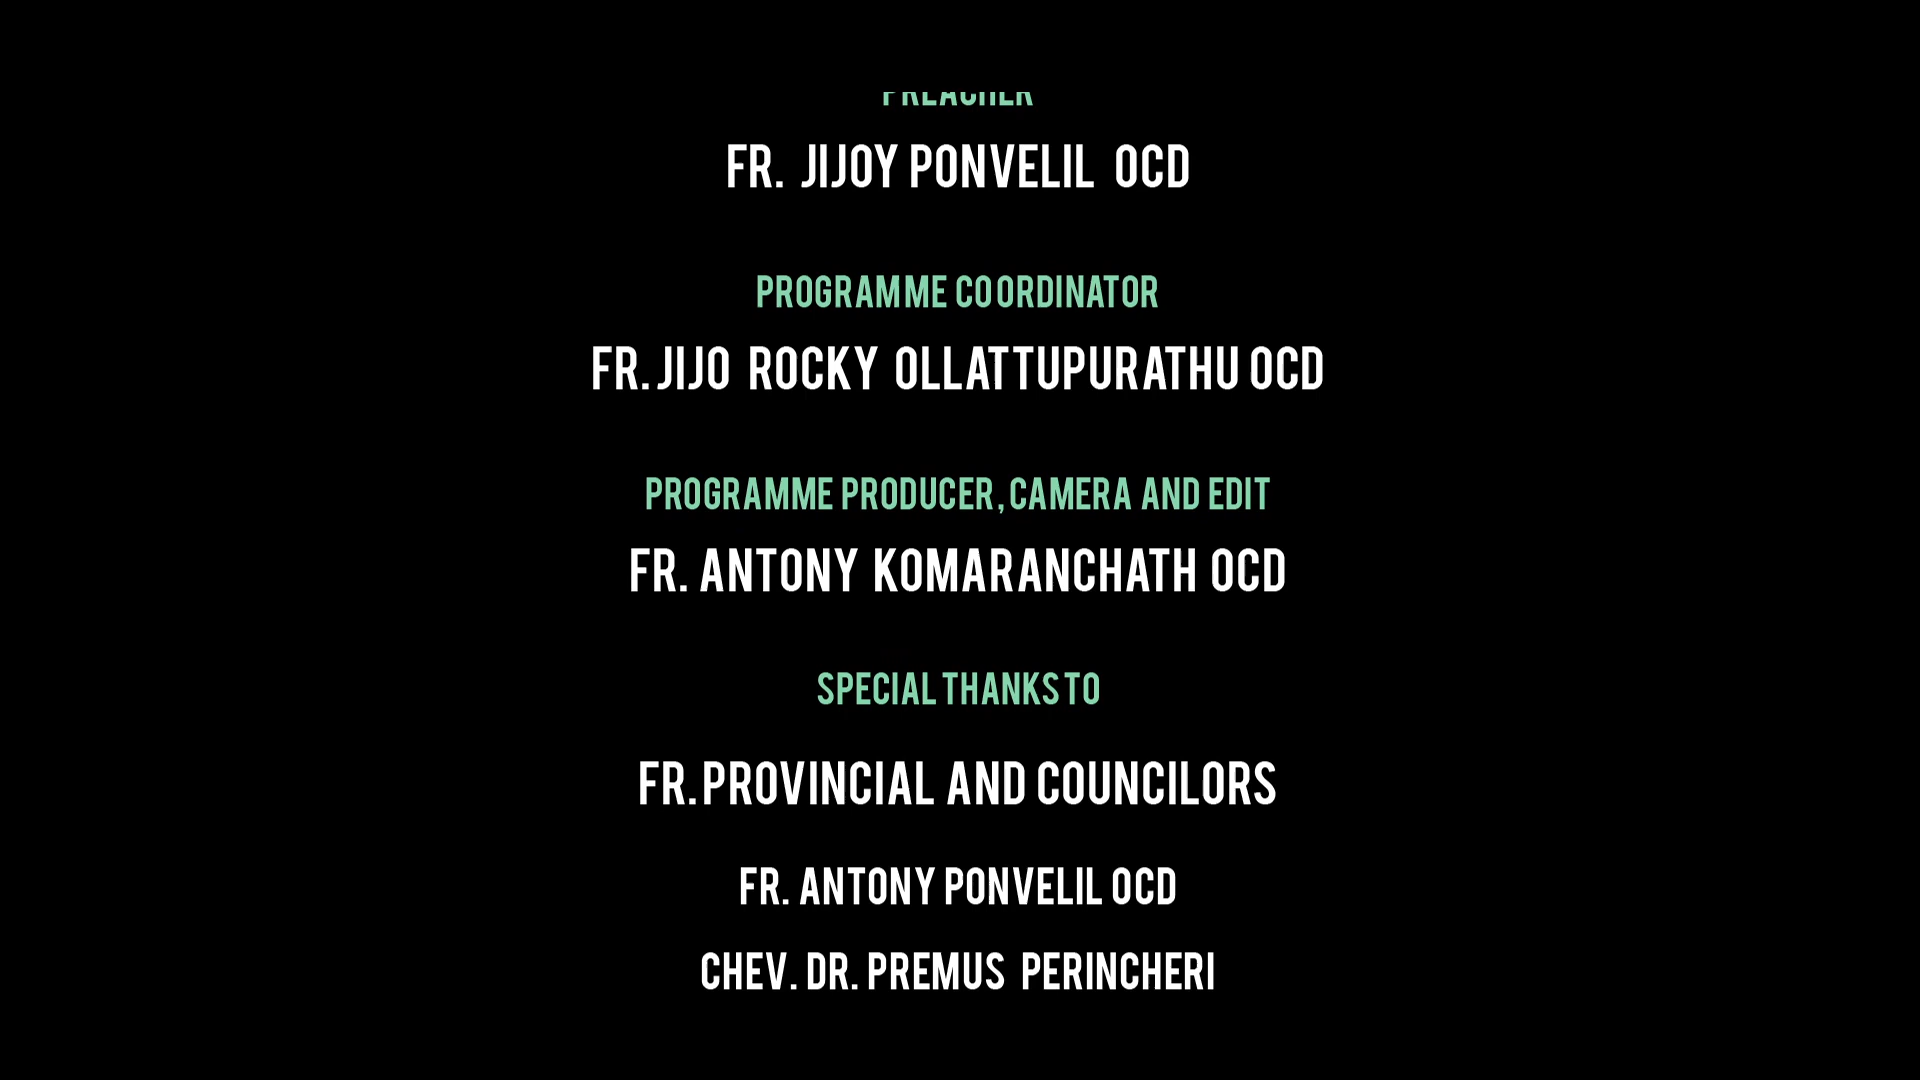 PREACHER
FR. JIJOY PONVELIL OCD
PROGRAMME COORDINATOR
FR. JIJO ROCKY OLLATTUPURATHU OCD
PROGRAMME PRODUCER, CAMERA AND EDIT
FR. ANTONY KOMARANCHATH OCD
SPECIAL THANKS TO
FR. PROVINCIAL AND COUNCILORS
FR. ANTONY PONVELIL OCD
CHEV. DR. PREMUS PERINCHERI